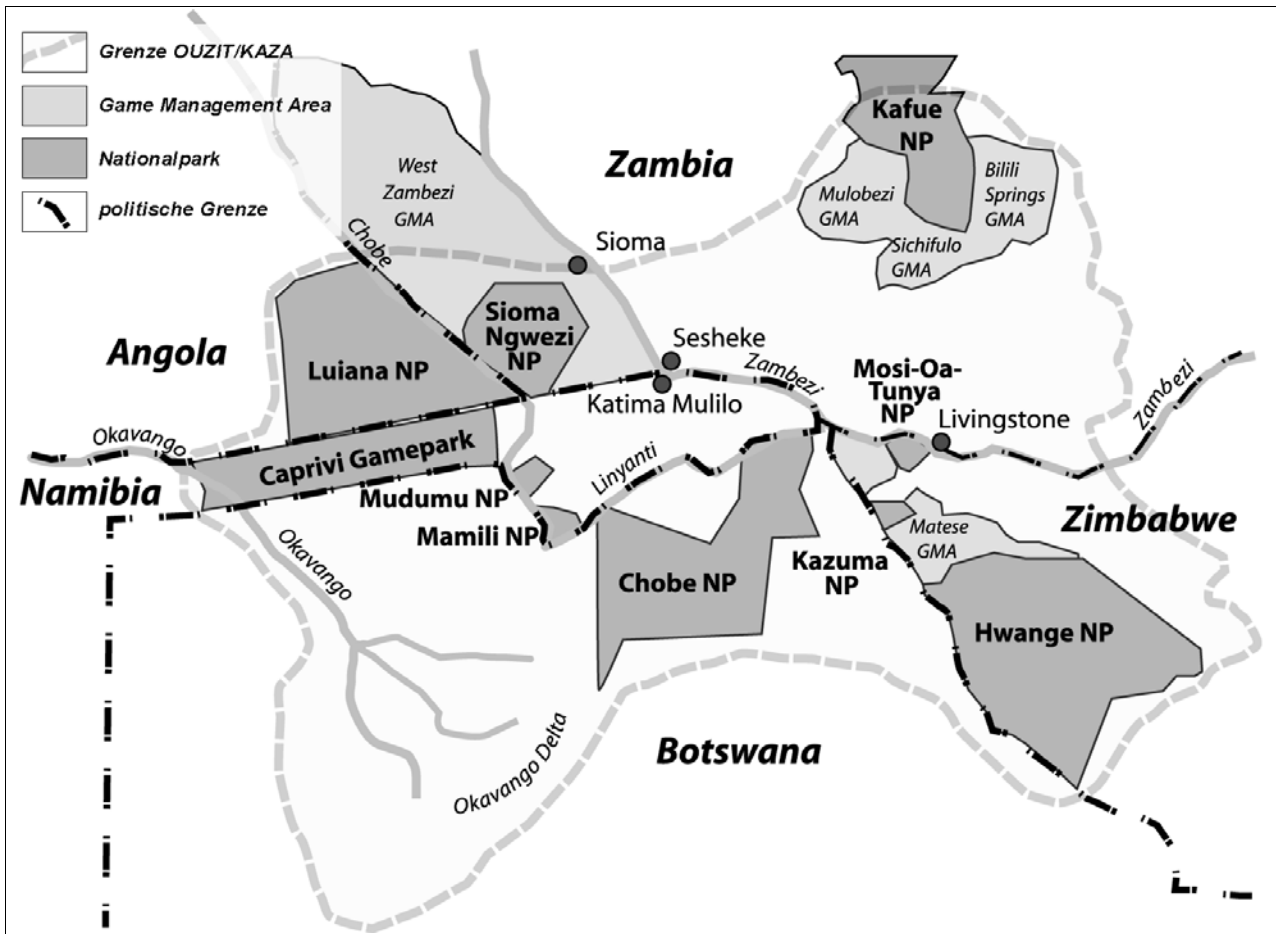 Grenze OUZIT/KAZA
Game Management Area
Nationalpark
politische Grenze
West
Zambezi
GMA
Zambia
Kafue
NP
Mulobezi
GMA
Bilili
Springs
GMA
Sichifulo
GMA
Chobe
Sioma
Angola
Luiana NP
Sioma
Ngwezi
NP
Sesheke
Katima Mulilo
Zambezi
Mosi-Oa-
Tunya
NP
Livingstone
Zambezi
Okavango
Namibia
Caprivi Gamepark
Mudumu NP
Mamili NP
Linyanti
Okavango
Chobe NP
Kazuma
NP
Matese
GMA
Zimbabwe
Hwange NP
Okavango Delta
Botswana